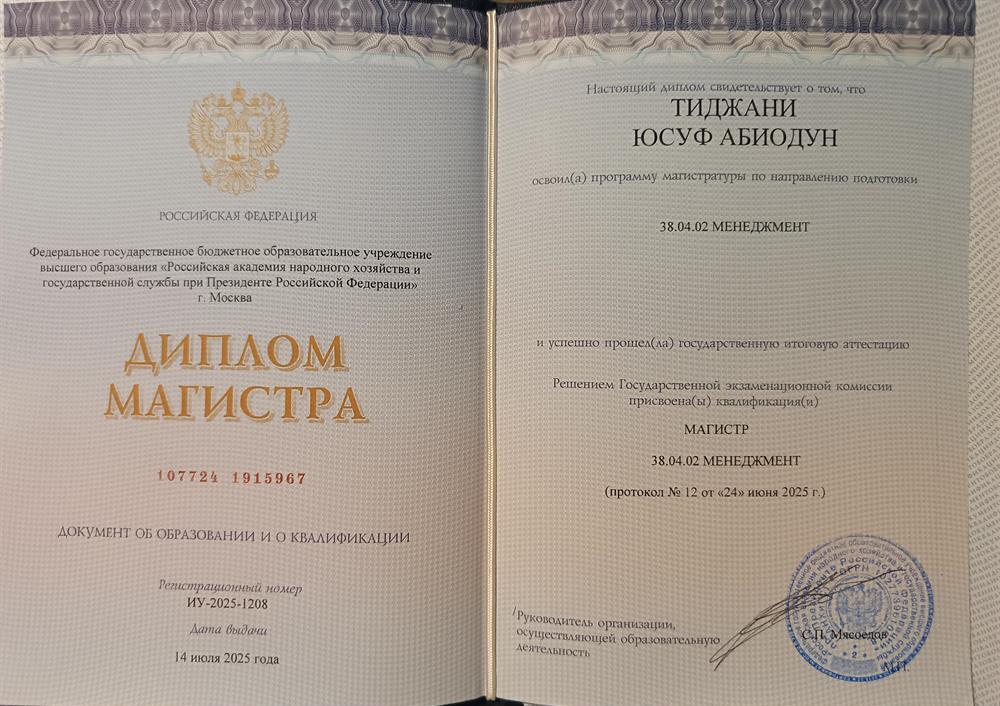 РОССИЙСКАЯ ФЕДЕРАЦИЯ
Федеральное государственное бюджетное образовательное учреждение
высшего образования «Российская академия народного хозяйства и
государственной службы при Президенте Российской Федерации»
г. Москва
ДИПЛОМ
МАГИСТРА
107724 1915967
ДОКУМЕНТ ОБ ОБРАЗОВАНИИ И О КВАЛИФИКАЦИИ
Регистрационный номер
ИУ-2025-1208
Дата выдачи
14 июля 2025 года
Настоящий диплом свидетельствует о том, что
ТИДЖАНИ
ЮСУФ АБИОДУН
освоил(а) программу магистратуры по направлению подготовки
38.04.02 МЕНЕДЖМЕНТ
и успешно прошел(ла) государственную итоговую аттестацию
Решением Государственной экзаменационной комиссии
присвоена(ы) квалификация(и)
МАГИСТР
38.04.02 МЕНЕДЖМЕНТ
(протокол № 12 от «24» июня 2025 г.)
/Руководитель организации,
осуществляющей образовательную
деятельность
С.П. Мясоедов
М.П.